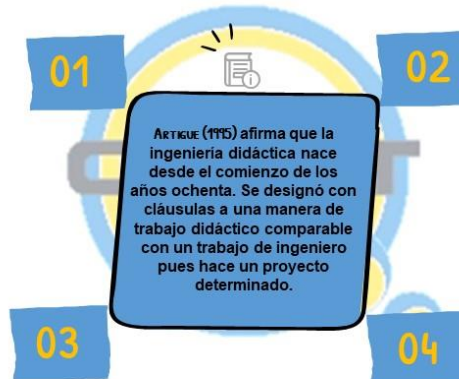 01
02
Artigue (1995) afirma que la
ingeniería didáctica nace
desde el comienzo de los
años ochenta. Se designó con
cláusulas a una manera de
trabajo didáctico comparable
con un trabajo de ingeniero
pues hace un proyecto
determinado.
03
04